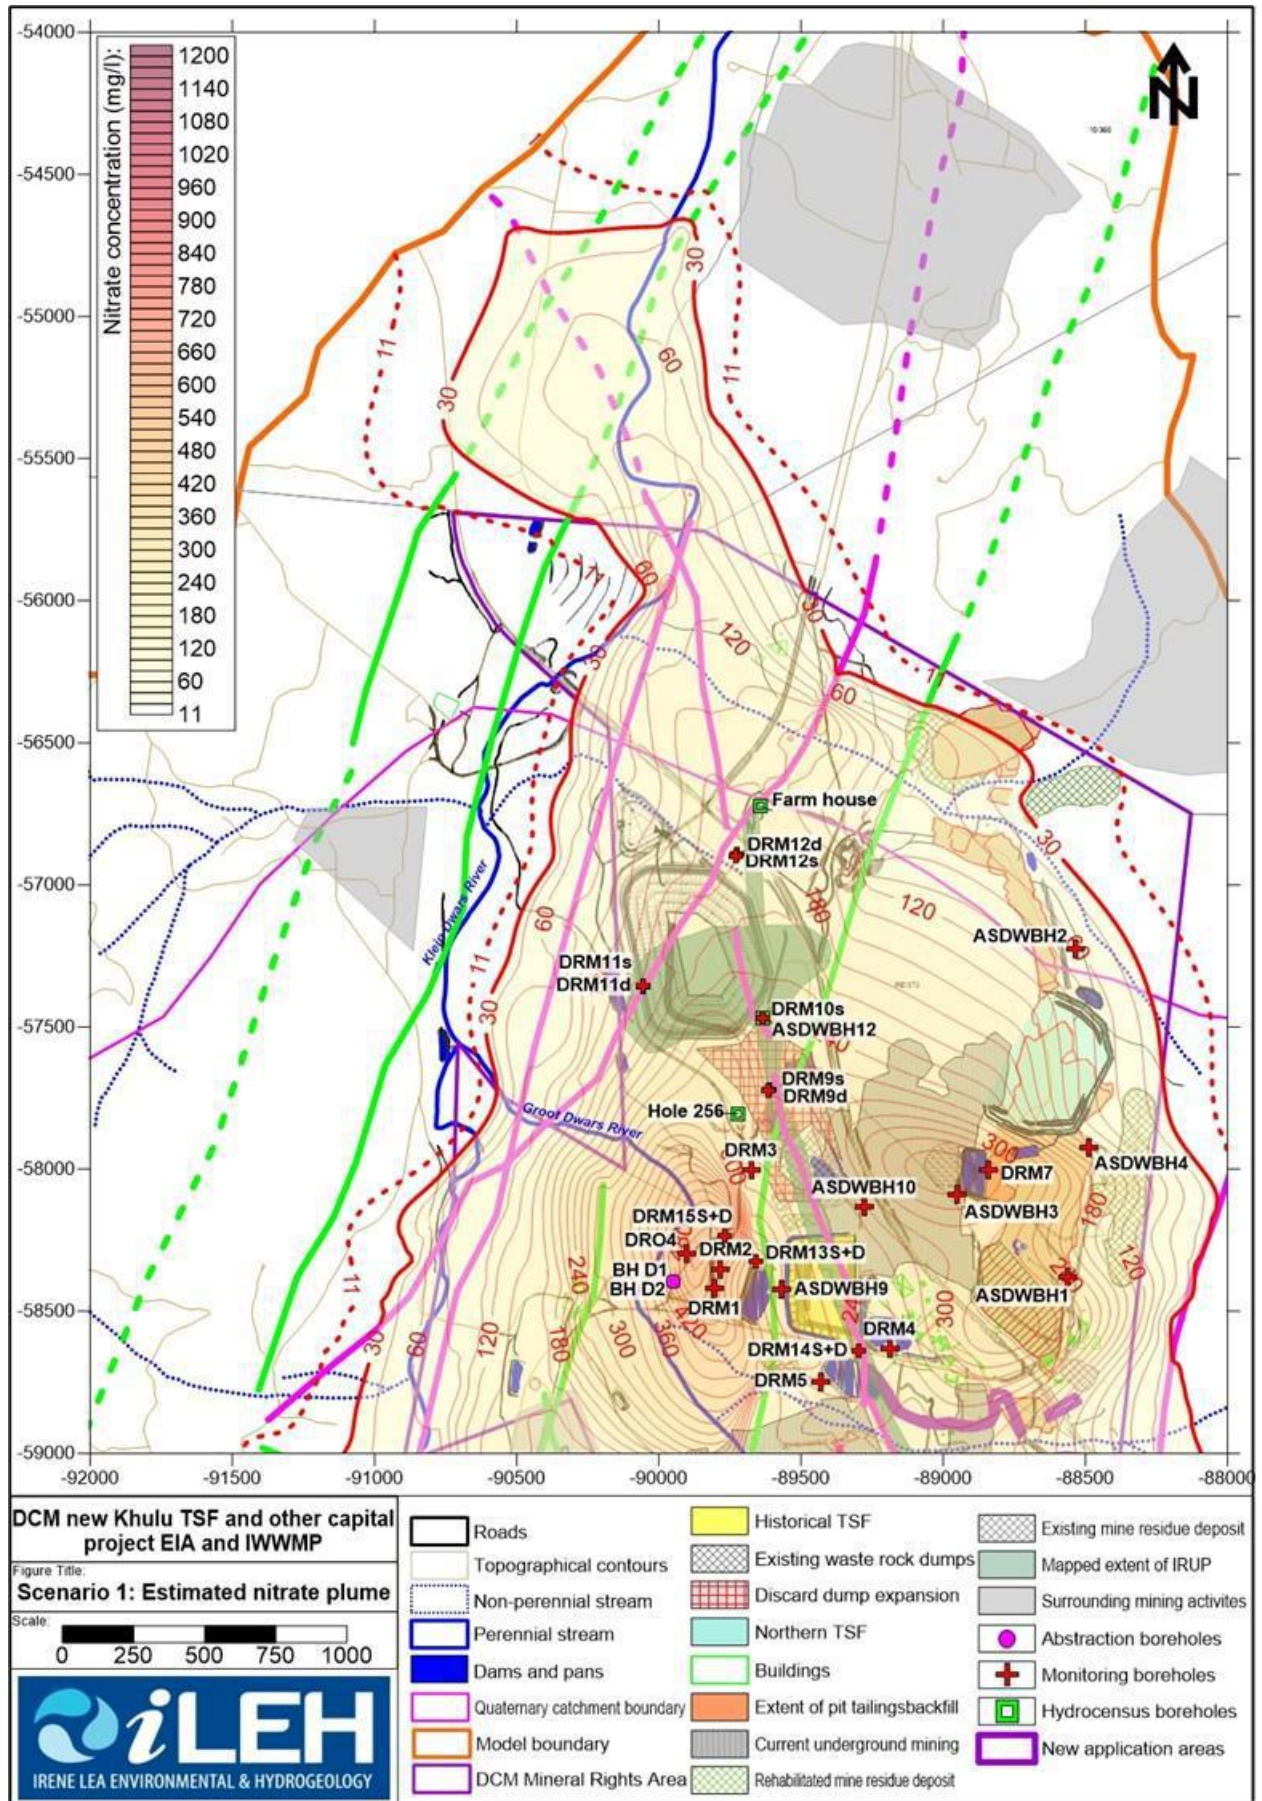 -54000
-54500
-55000
-55500
-56000
-56500
-57000
-57500
-58000
-58500
-59000
-92000
-91500
-91000
-90500
-90000
-89500
-89000
-88500
-88000
Nitrate concentration (mg/l):
1200
1140
1080
1020
960
900
840
780
720
660
600
540
480
420
360
300
240
180
120
60
11
N
11
30
30
60
11
60
11
30
30
120
60
11
30
Farm house
DRM12d
DRM12s
180
120
60
ASDWBH2
Klein Dwars River
11
30
DRM11s
DRM11d
DRM10s
ASDWBH12
DRM9s
DRM9d
Hole 256
Groot Dwars River
DRM3
300
DRM7
ASDWBH4
ASDWBH10
ASDWBH3
180
DRM15S+D
DRO4
DRM2
DRM13S+D
BH D1
BH D2
DRM1
ASDWBH9
ASDWBH1
120
11
240
300
DRM4
420
DRM14S+D
DRM5
30
60
120
180
300
360
DCM new Khulu TSF and other capital
project EIA and IWWMP
Figure Title:
Scenario 1: Estimated nitrate plume
Scale:
0 250 500 750 1000
iLEH
IRENE LEA ENVIRONMENTAL & HYDROGEOLOGY
Roads
Topographical contours
Non-perennial stream
Perennial stream
Dams and pans
Quaternary catchment boundary
Model boundary
DCM Mineral Rights Area
Historical TSF
Existing waste rock dumps
Discard dump expansion
Northern TSF
Buildings
Extent of pit tailingsbackfill
Current underground mining
Rehabilitated mine residue deposit
Existing mine residue deposit
Mapped extent of IRUP
Surrounding mining activites
Abstraction boreholes
Monitoring boreholes
Hydrocensus boreholes
New application areas